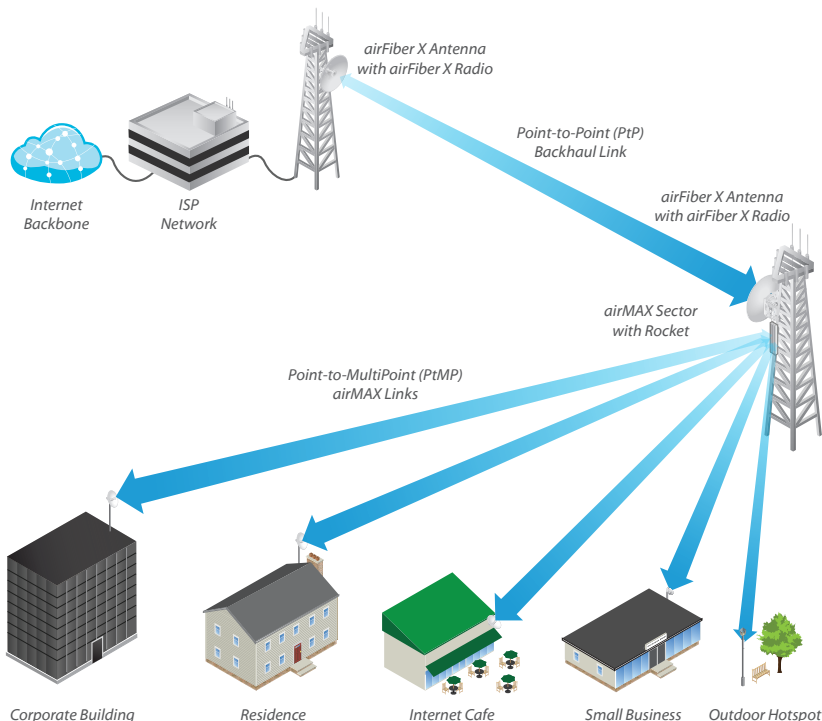 airFiber X Antenna
with airFiber X Radio
Point-to-Point (PtP)
Backhaul Link
Internet
Backbone
ISP
Network
airFiber X Antenna
with airFiber X Radio
airMAX Sector
with Rocket
Point-to-MultiPoint (PtMP)
airMAX Links
Corporate Building
Residence
Internet Cafe
Small Business
Outdoor Hotspot